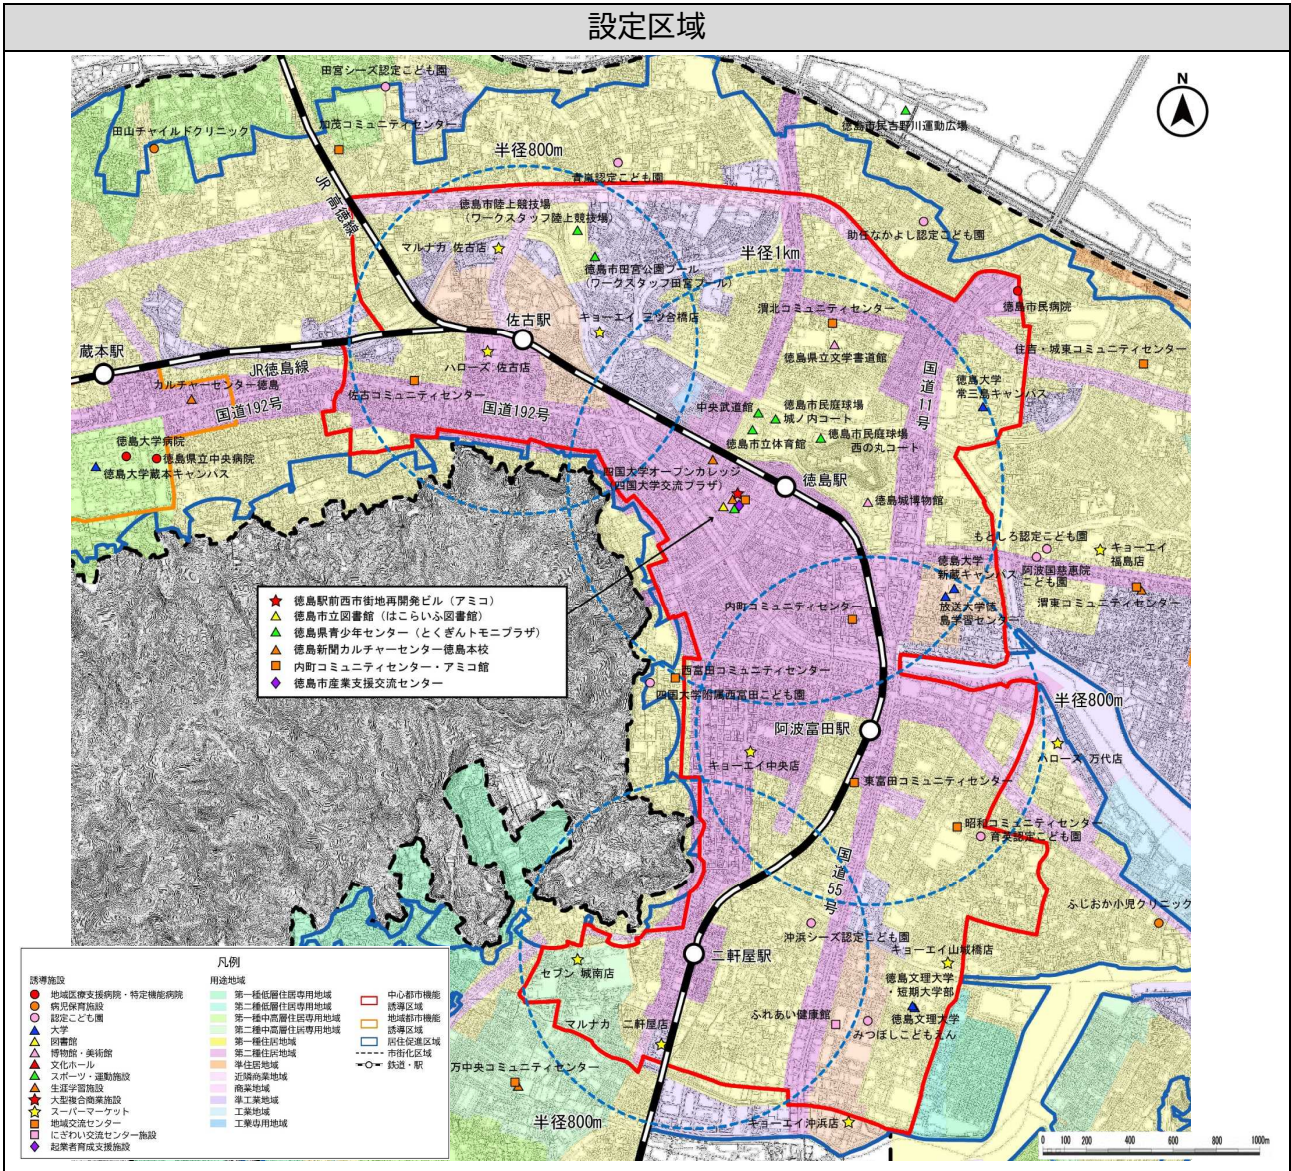 設定区域
N
田宮シーズ認定こども園
徳島市民吉野川運動広場
田山チャイルドクリニック
加茂コミュニティセンター
半径800m
青嵐認定こども園
JR 高徳線
徳島市陸上競技場
（ワークスタッフ陸上競技場）
助任なかよし認定こども園
マルナカ 佐古店
半径1km
徳島市田宮公園プール
（ワークスタッフ田宮プール）
徳島市民病院
渭北コミュニティセンター
佐古駅
キョーエイ 三ツ合橋店
蔵本駅
徳島県立文学書道館
住吉・城東コミュニティセンター
JR徳島線
ハローズ 佐古店
国道11号
カルチャーセンター徳島
佐古コミュニティセンター
徳島大学
常三島キャンパス
国道192号
国道192号
中央武道館
徳島市民庭球場
城ノ内コート
徳島大学病院
徳島市立体育館
徳島市民庭球場
西の丸コート
徳島県立中央病院
徳島大学蔵本キャンパス
四国大学オープンカレッジ
（四国大学交流プラザ）
徳島駅
徳島城博物館
もとしろ認定こども園
キョーエイ
福島店
徳島大学
新蔵キャンパス
阿波国慈恵院
こども園
徳島駅前西市街地再開発ビル（アミコ）
徳島市立図書館（はこらいふ図書館）
徳島県青少年センター（とくぎんトモニプラザ）
徳島新聞カルチャーセンター徳島本校
内町コミュニティセンター・アミコ館
徳島市産業支援交流センター
内町コミュニティセンター
放送大学徳
島学習センター
渭東コミュニティセンター
西富田コミュニティセンター
四国大学附属西富田こども園
半径800m
阿波富田駅
キョーエイ中央店
ハローズ 万代店
東富田コミュニティセンター
昭和コミュニティセンター
育英認定こども園
国道55号
ふじおか小児クリニック
沖浜シーズ認定こども園
二軒屋駅
キョーエイ山城橋店
セブン 城南店
徳島文理大学
・短期大学部
ふれあい健康館
徳島文理大学
マルナカ 二軒屋店
みつぼしこどもえん
万中央コミュニティセンター
半径800m
キョーエイ沖浜店
凡例
誘導施設
地域医療支援病院・特定機能病院
病児保育施設
認定こども園
大学
図書館
博物館・美術館
文化ホール
スポーツ・運動施設
生涯学習施設
大型複合商業施設
スーパーマーケット
地域交流センター
にぎわい交流センター施設
起業者育成支援施設
用途地域
第一種低層住居専用地域
第二種低層住居専用地域
第一種中高層住居専用地域
第二種中高層住居専用地域
第一種住居地域
第二種住居地域
準住居地域
近隣商業地域
商業地域
準工業地域
工業地域
工業専用地域
中心都市機能
誘導区域
地域都市機能
誘導区域
居住促進区域
市街化区域
鉄道・駅
0 100 200 400 600 800 1000m